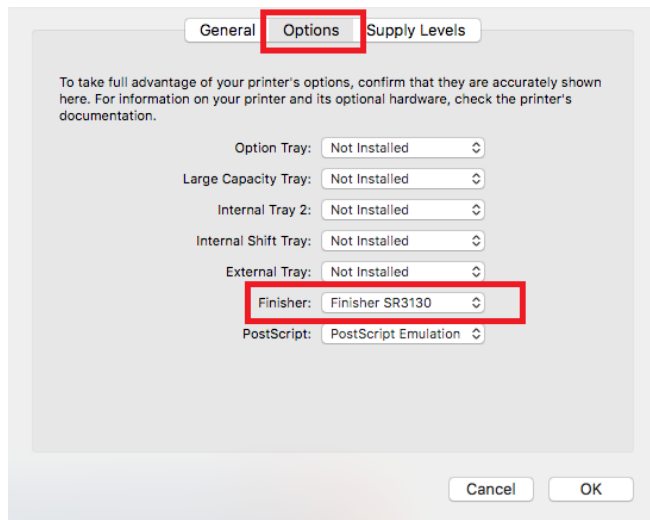 General Options Supply Levels
To take full advantage of your printer's options, confirm that they are accurately shown
here. For information on your printer and its optional hardware, check the printer's
documentation.
Option Tray: Not Installed
Large Capacity Tray: Not Installed
Internal Tray 2: Not Installed
Internal Shift Tray: Not Installed
External Tray: Not Installed
Finisher: Finisher SR3130
PostScript: PostScript Emulation
Cancel OK